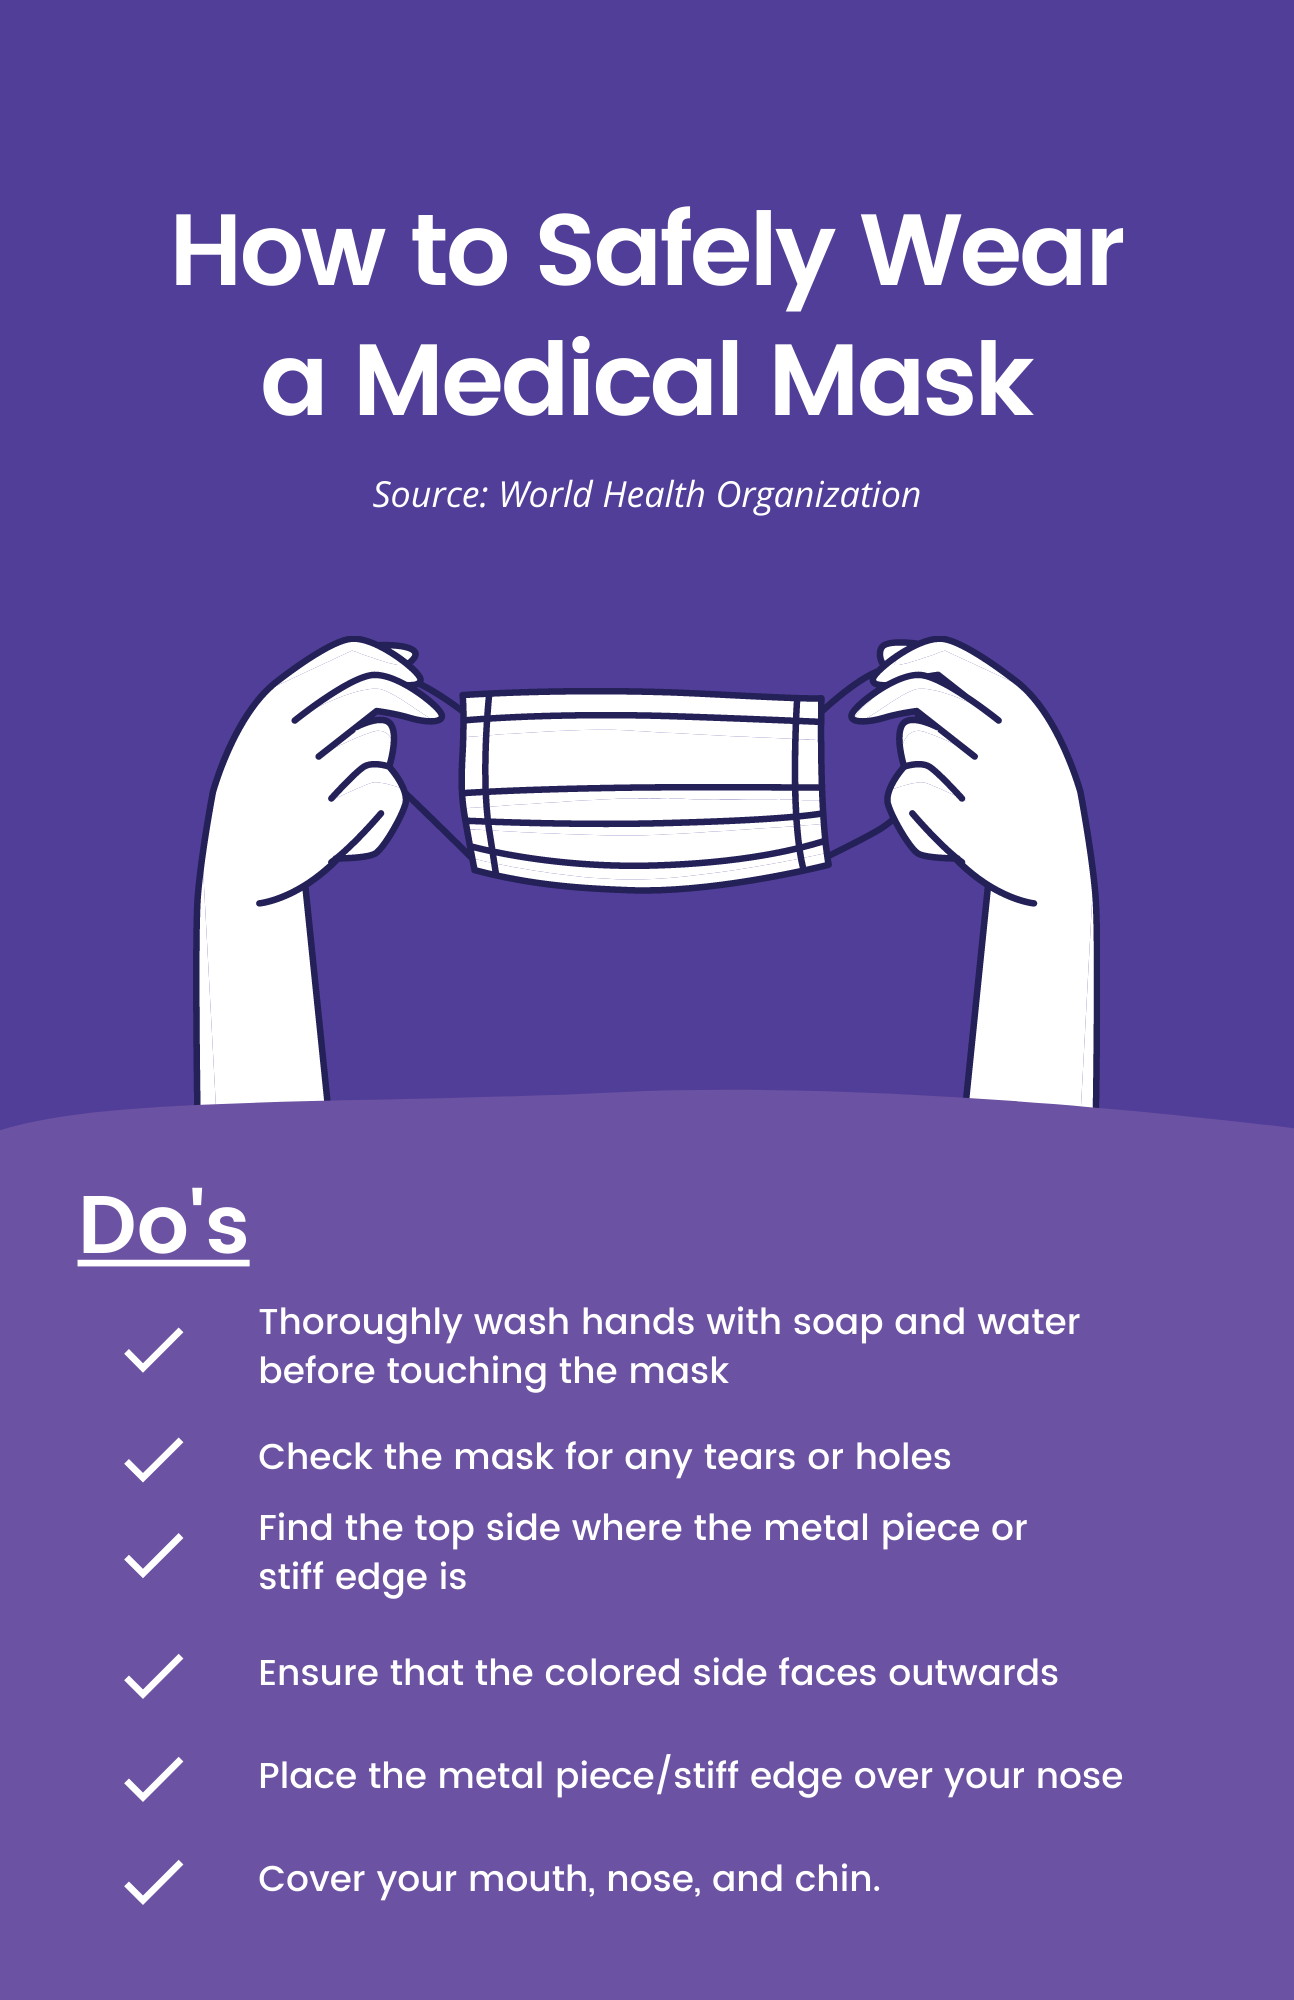 How to Safely Wear
a Medical Mask
Source: World Health Organization
Do's
Thoroughly wash hands with soap and water
before touching the mask
Check the mask for any tears or holes
Find the top side where the metal piece or
stiff edge is
Ensure that the colored side faces outwards
Place the metal piece/stiff edge over your nose
Cover your mouth, nose, and chin.